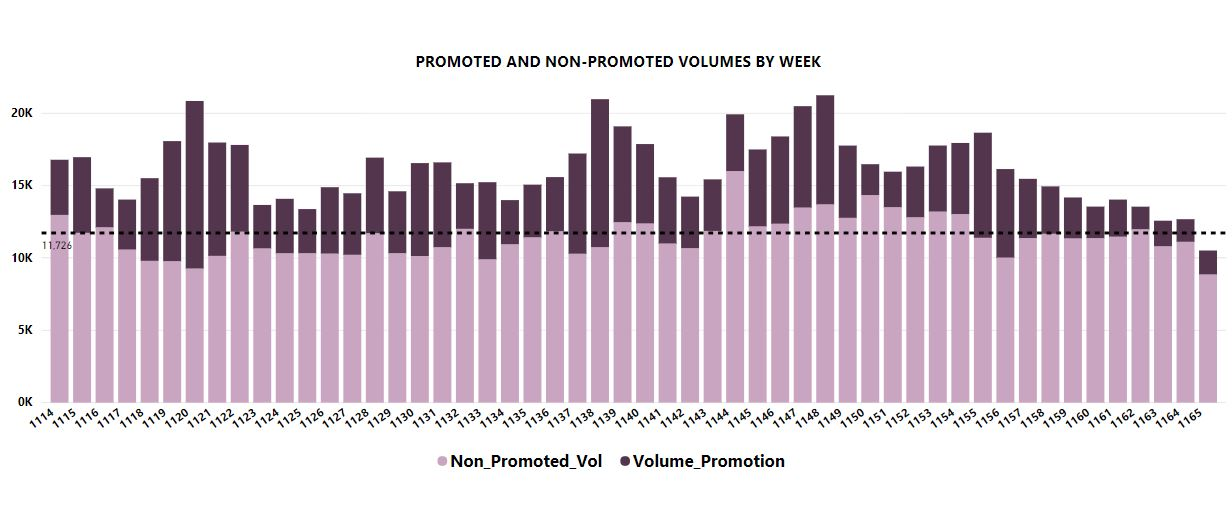 PROMOTED AND NON-PROMOTED VOLUMES BY WEEK
20K
15K
11.726
10K
5K
0K
1114 1115 1116 1117 1118 1119 1120 1121 1122 1123 1124 1125 1126 1127 1128 1129 1130 1131 1132 1133 1134 1135 1136 1137 1138 1139 1140 1141 1142 1143 1144 1145 1146 1147 1148 1149 1150 1151 1152 1153 1154 1155 1156 1157 1158 1159 1160 1161 1162 1163 1164 1165
Non_Promoted_Vol Volume_Promotion